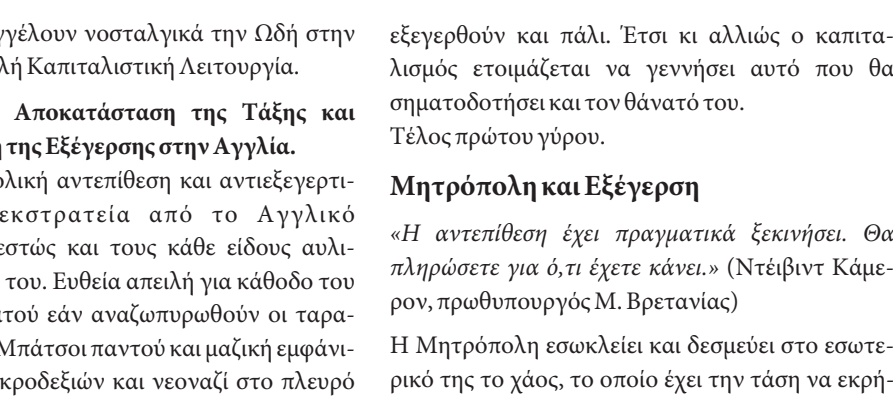 γγέλουν νοσταλγικά την Ωδή στην
λή Καπιταλιστική Λειτουργία.
Αποκατάσταση της Τάξης και
η της Εξέγερσης στην Αγγλία.
ολική αντεπίθεση και αντιεξεγερτι-
εκστρατεία από το Αγγλικό
εστώς και τους κάθε είδους αυλι-
του. Ευθεία απειλή για κάθοδο του
ατού εάν αναζωπυρωθούν οι ταρα-
Μπάτσοι παντού και μαζική εμφάνι-
κροδεξιών και νεοναζί στο πλευρό
εξεγερθούν και πάλι. Έτσι κι αλλιώς ο καπιτα-
λισμός ετοιμάζεται να γεννήσει αυτό που θα
σηματοδοτήσει και τον θάνατό του.
Τέλος πρώτου γύρου.
Μητρόπολη και Εξέγερση
«Η αντεπίθεση έχει πραγματικά ξεκινήσει. Θα
πληρώσετε για ό,τι έχετε κάνει.» (Ντέιβιντ Κάμε-
ρον, πρωθυπουργός Μ. Βρετανίας)
Η Μητρόπολη εσωκλείει και δεσμεύει στο εσωτε-
ρικό της το χάος, το οποίο έχει την τάση να εκρή-